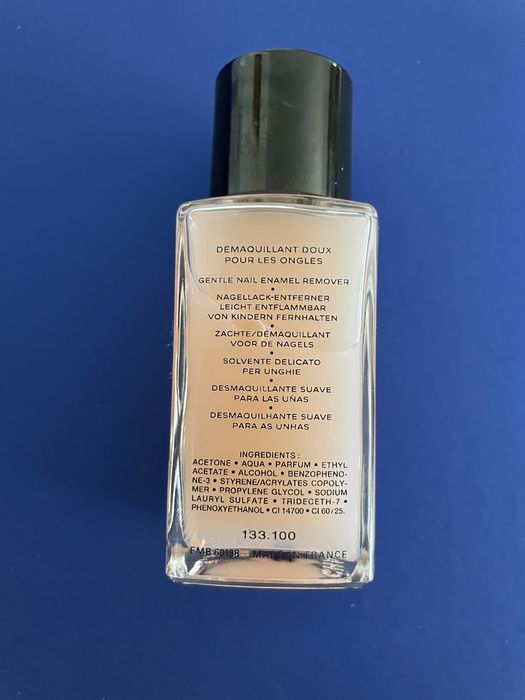 DÉMAQUILLANT DOUX
POUR LES ONGLES
GENTLE NAIL ENAMEL REMOVER
•
NAGELLACK-ENTFERNER
LEICHT ENTFLAMMBAR
VON KINDERN FERNHALTEN
•
ZACHTE/DÉMAQUILLANT
VOOR DE NAGELS
•
SOLVENTE DELICATO
PER UNGHIE
•
DESMAQUILLANTE SUAVE
PARA LAS UÑAS
•
DESMAQUILHANTE SUAVE
PARA AS UNHAS
INGREDIENTS :
ACETONE • AQUA • PARFUM • ETHYL
ACETATE • ALCOHOL • BENZOPHENO-
NE-3 • STYRENE/ACRYLATES COPOLY-
MER • PROPYLENE GLYCOL • SODIUM
LAURYL SULFATE • TRIDECETH-7 •
PHENOXYETHANOL • CI 14700 • CI 60725.
133.100
EMB 60138 MADE IN FRANCE